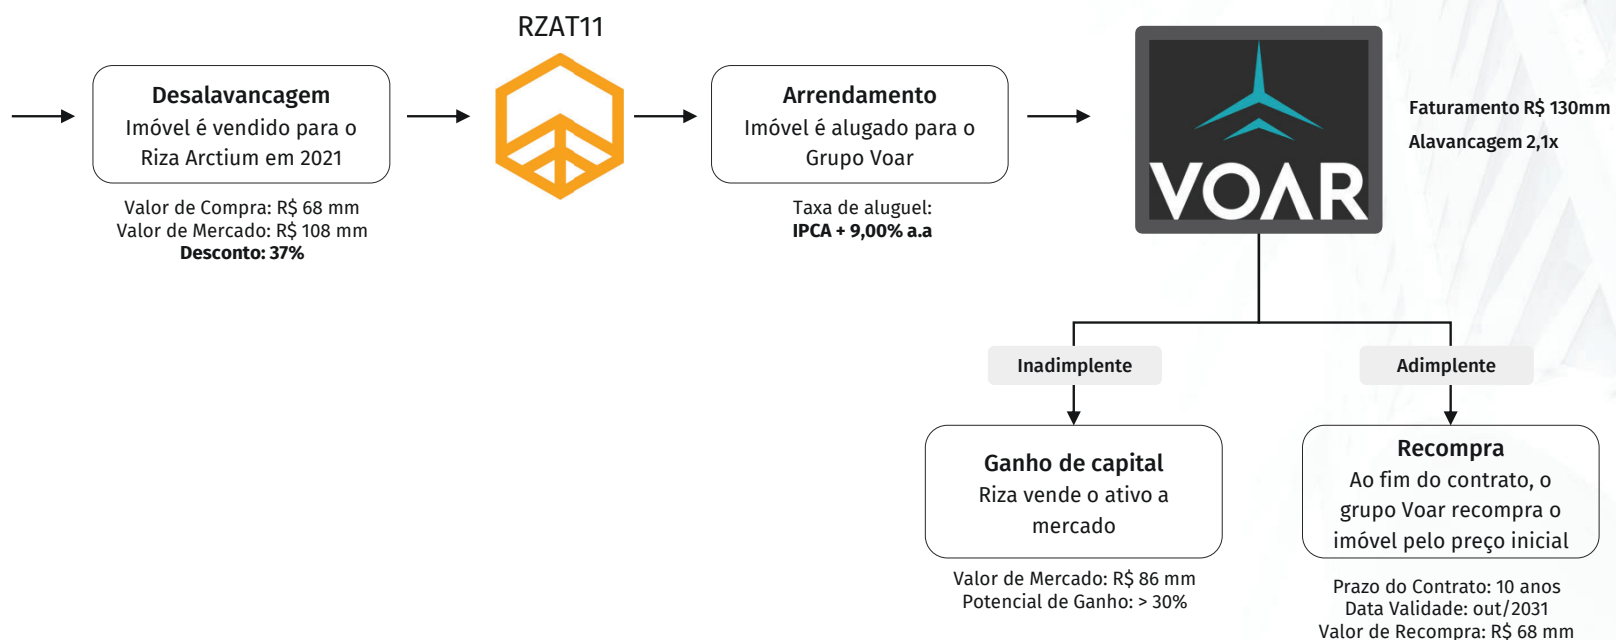 RZAT11
Desalavancagem
Imóvel é vendido para o
Riza Arctium em 2021
Valor de Compra: R$ 68 mm
Valor de Mercado: R$ 108 mm
Desconto: 37%
Arrendamento
Imóvel é alugado para o
Grupo Voar
Taxa de aluguel:
IPCA + 9,00% a.a
VOAR
Faturamento R$ 130mm
Alavancagem 2,1x
Inadimplente
Ganho de capital
Riza vende o ativo a
mercado
Valor de Mercado: R$ 86 mm
Potencial de Ganho: > 30%
Adimplente
Recompra
Ao fim do contrato, o
grupo Voar recompra o
imóvel pelo preço inicial
Prazo do Contrato: 10 anos
Data Validade: out/2031
Valor de Recompra: R$ 68 mm